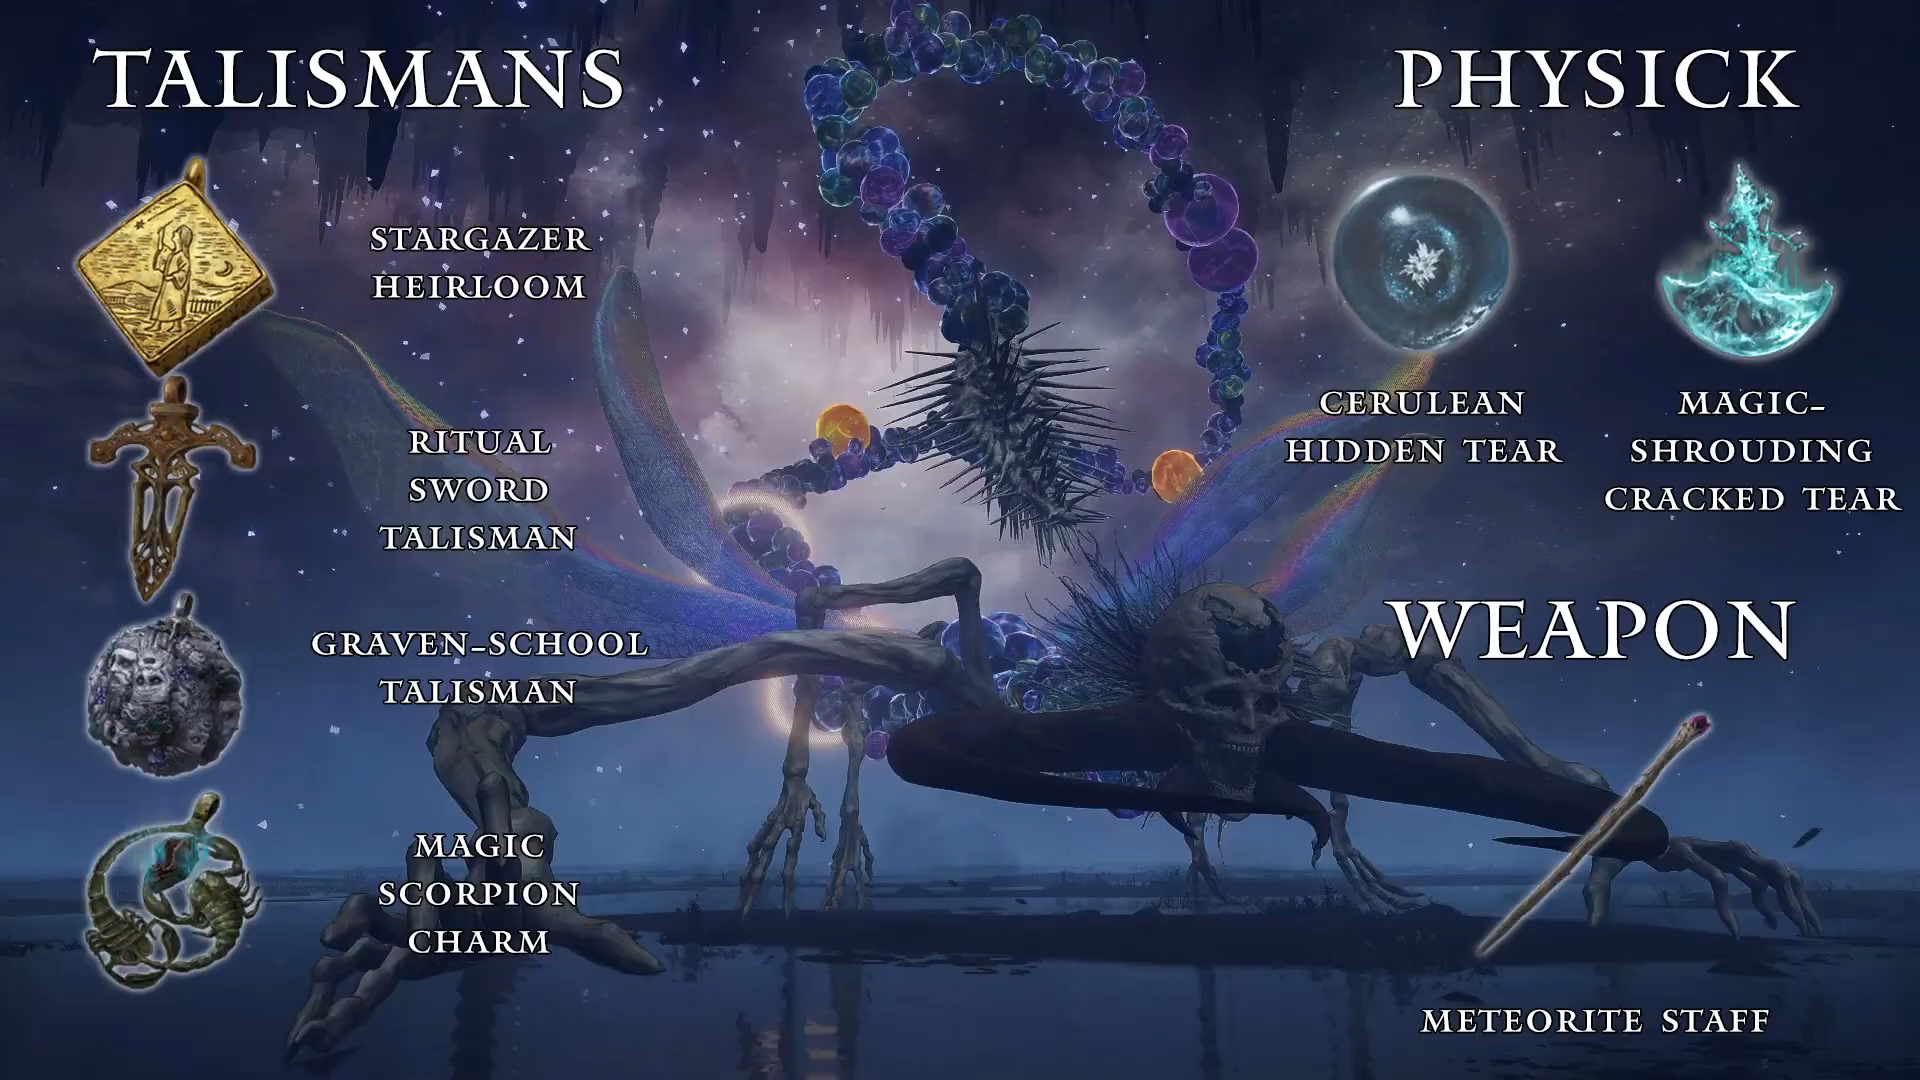 TALISMANS
STARGAZER
HEIRLOOM
RITUAL
SWORD
TALISMAN
GRAVEN-SCHOOL
TALISMAN
MAGIC
SCORPION
CHARM
PHYSICK
CERULEAN
HIDDEN TEAR
MAGIC-
SHROUDING
CRACKED TEAR
WEAPON
METEORITE STAFF